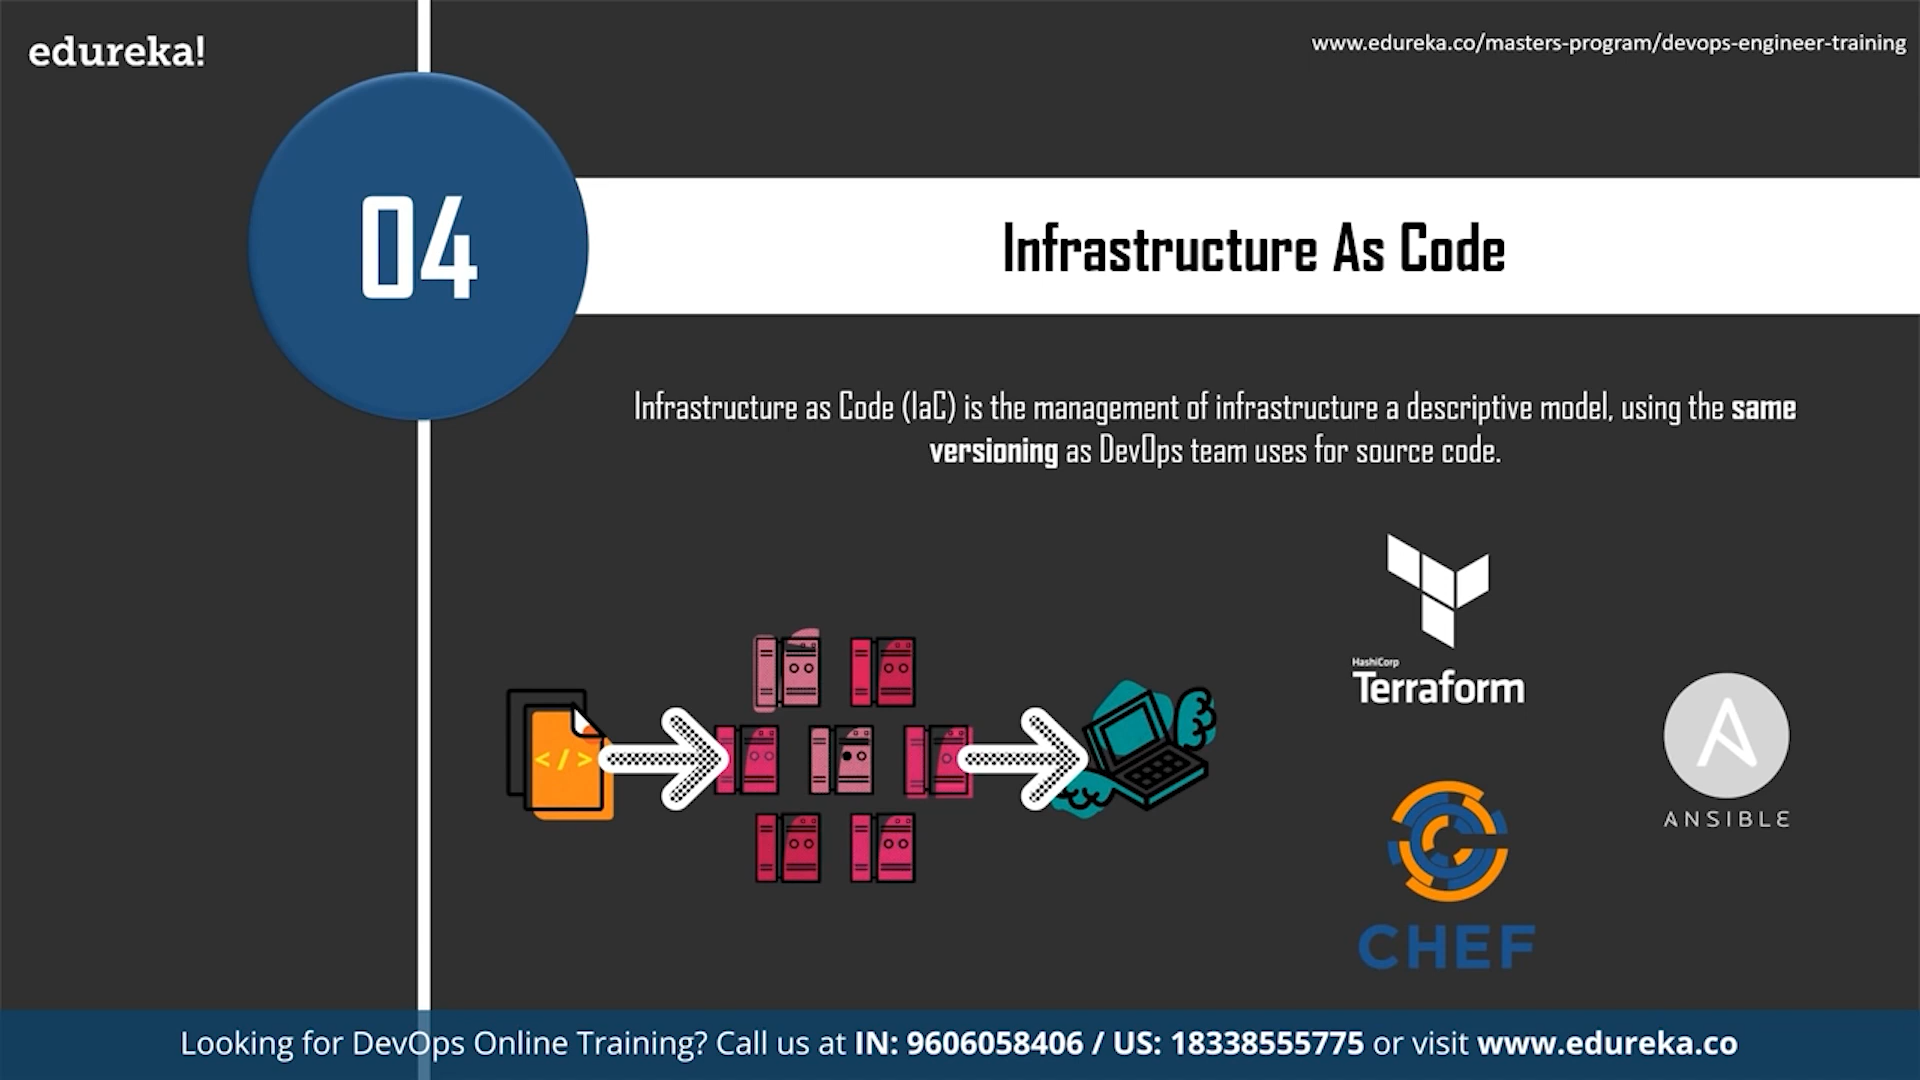 edureka!
www.edureka.co/masters-program/devops-engineer-training
04
Infrastructure As Code
Infrastructure as Code (IaC) is the management of infrastructure a descriptive model, using the same
versioning as DevOps team uses for source code.
</>
HashiCorp
Terraform
ANSIBLE
CHEF
Looking for DevOps Online Training? Call us at IN: 9606058406 / US: 18338555775 or visit www.edureka.co